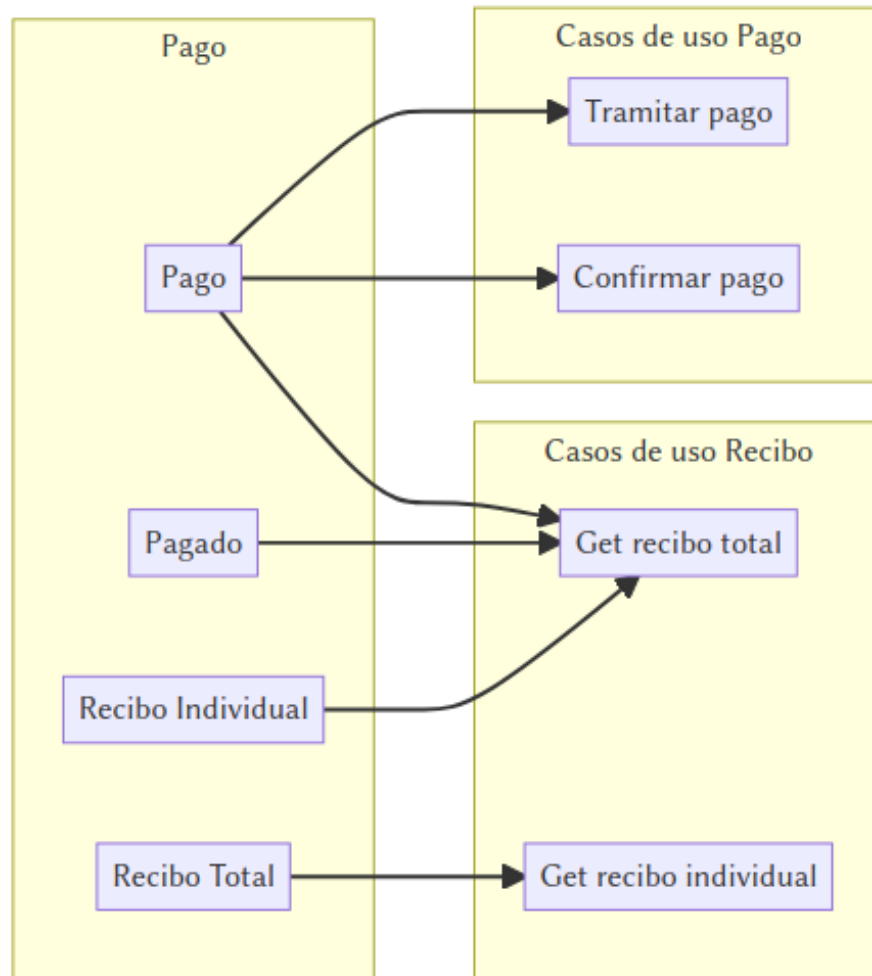 Pago
Casos de uso Pago
Tramitar pago
Pago
Confirmar pago
Casos de uso Recibo
Pagado
Get recibo total
Recibo Individual
Recibo Total
Get recibo individual